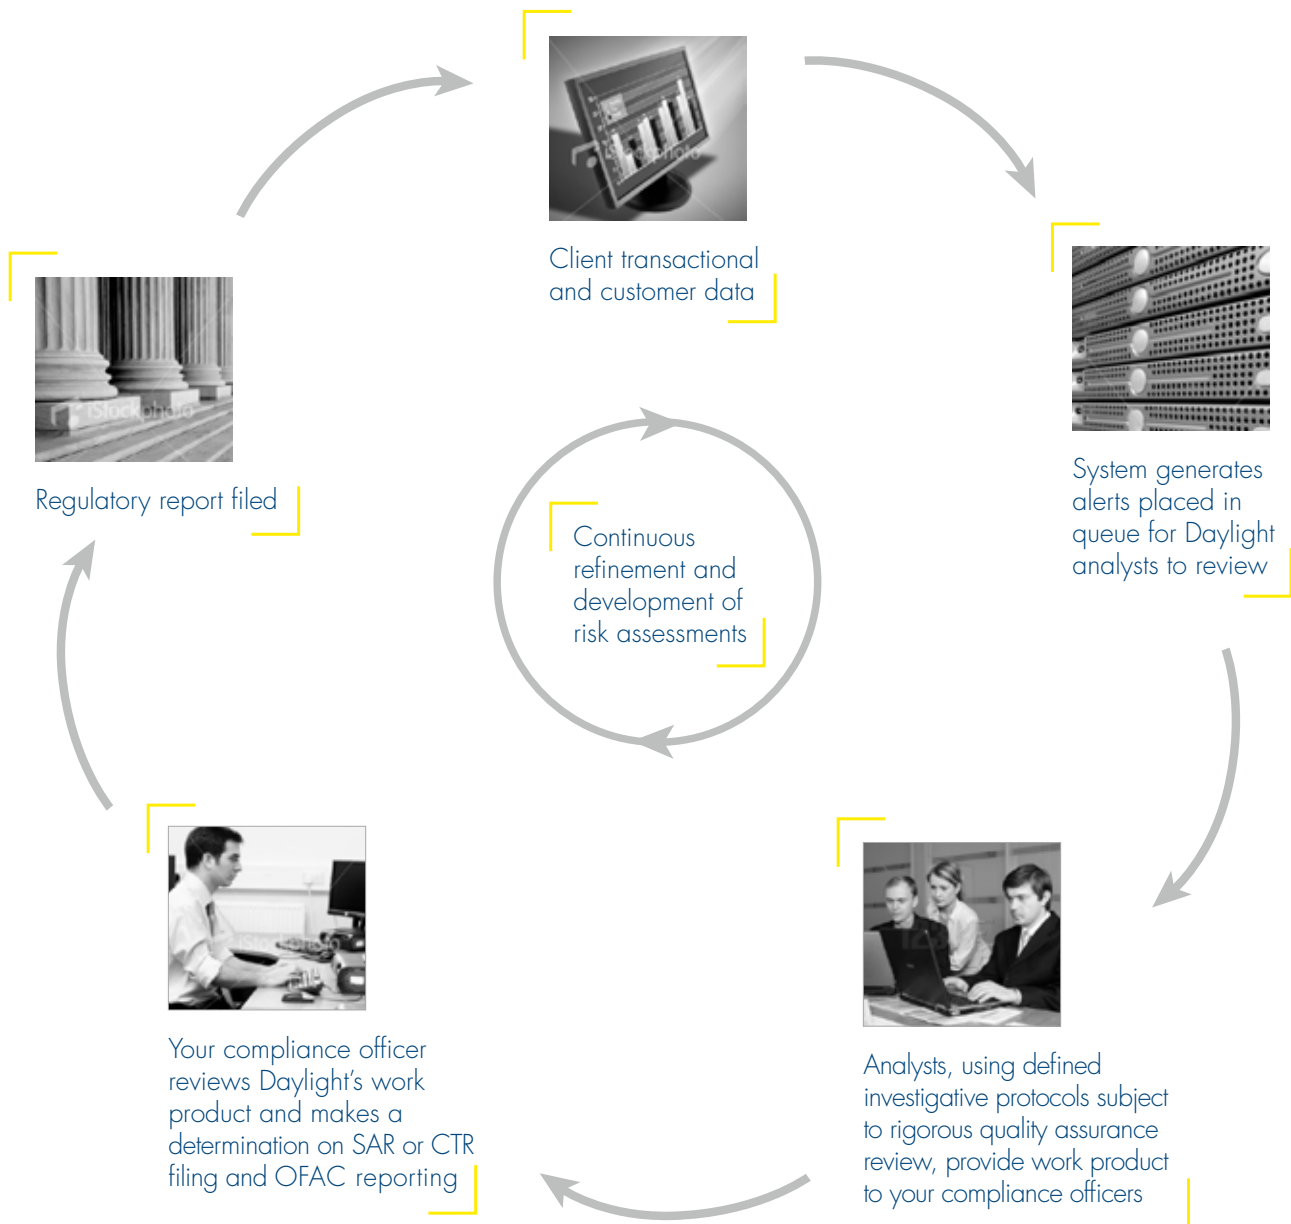 Client transactional
and customer data
System generates
alerts placed in
queue for Daylight
analysts to review
Analysts, using defined
investigative protocols subject
to rigorous quality assurance
review, provide work product
to your compliance officers
Your compliance officer
reviews Daylight’s work
product and makes a
determination on SAR or CTR
filing and OFAC reporting
Regulatory report filed
iStockphoto
Continuous
refinement and
development of
risk assessments